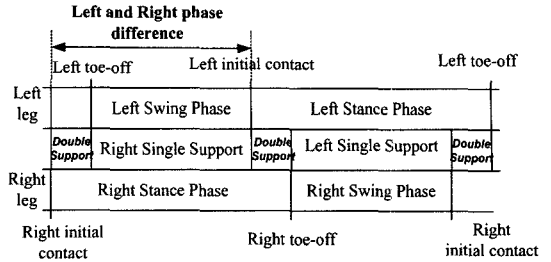 Left and Right phase
difference
Left toe-off
Left initial contact
Left toe-off
Left
leg
Left Swing Phase
Left Stance Phase
Double
Support
Right Single Support
Double
Support
Left Single Support
Double
Support
Right
leg
Right Stance Phase
Right Swing Phase
Right initial
contact
Right toe-off
Right
initial contact